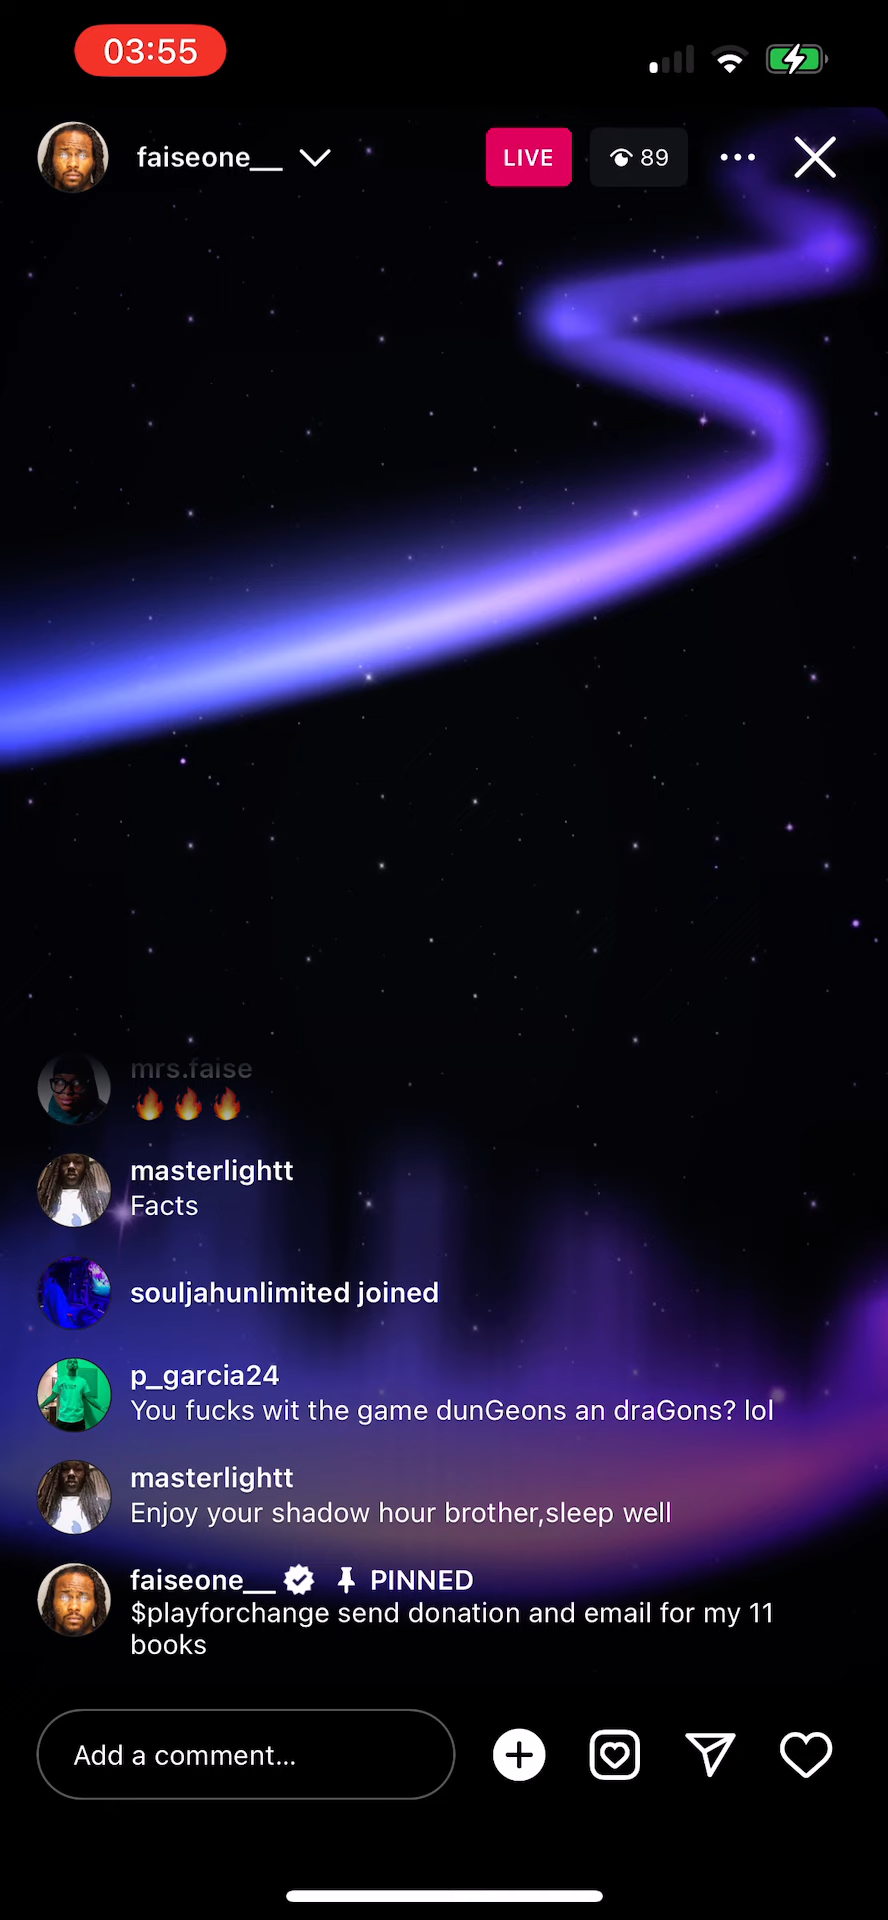 03:55
faiseone__
LIVE
89
mrs.faise
🔥🔥🔥
masterlightt
Facts
souljahunlimited joined
p_garcia24
You fucks wit the game dunGeons an draGons? lol
masterlightt
Enjoy your shadow hour brother,sleep well
faiseone__ PINNED
$playforchange send donation and email for my 11
books
Add a comment...